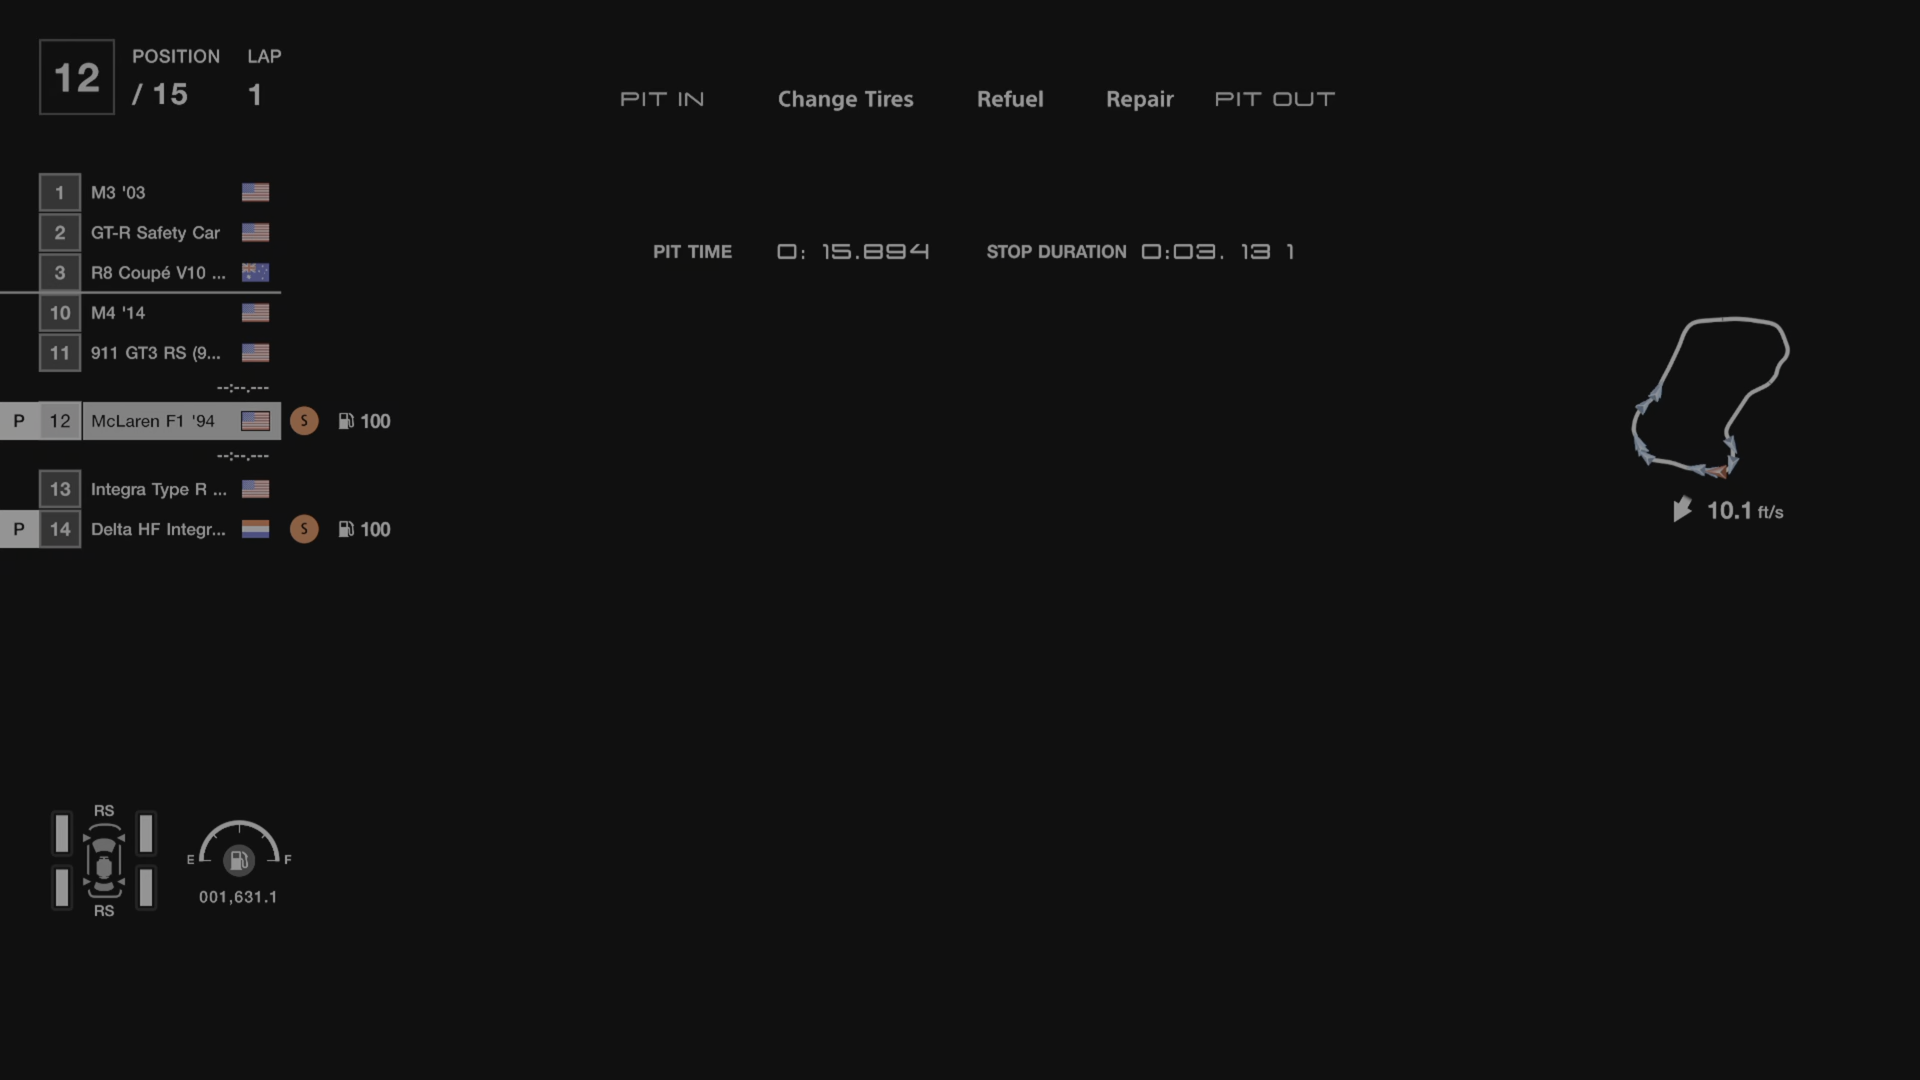 12 POSITION LAP
/ 15 1
PIT IN Change Tires Refuel Repair PIT OUT
1 M3 '03
2 GT-R Safety Car
3 R8 Coupé V10 ...
10 M4 '14
11 911 GT3 RS (9...
--:--.---
P 12 McLaren F1 '94 S 100
--:--.---
13 Integra Type R ...
P 14 Delta HF Integr... S 100
PIT TIME 0: 15.894 STOP DURATION 0:03. 13 1
10.1 ft/s
RS
E F
001,631.1
RS